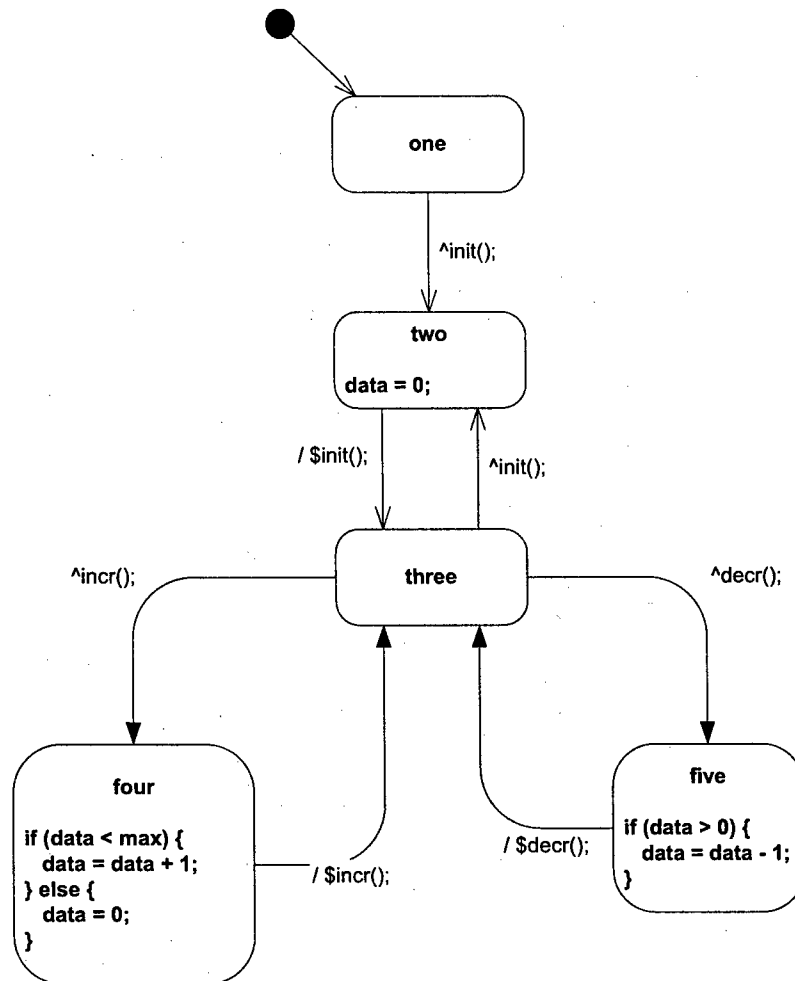 one
^init();
two
data = 0;
/ $init();
^init();
three
^incr();
^decr();
four
if (data < max) {
data = data + 1;
} else {
data = 0;
}
/ $incr();
five
if (data > 0) {
data = data - 1;
}
/ $decr();